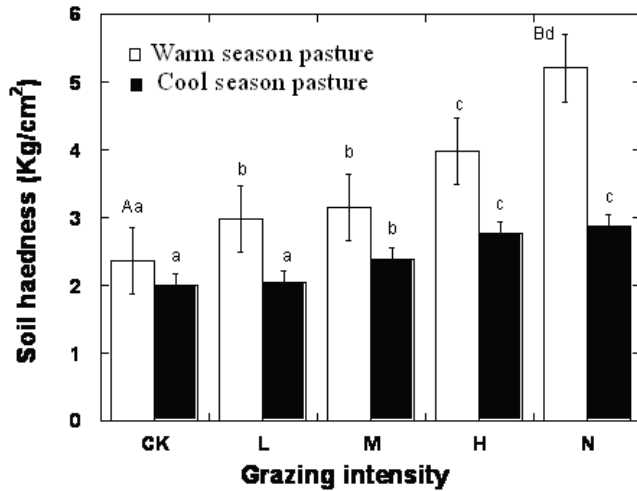 6
5
4
3
2
1
0
Soil haedness (Kg/cm²)
Warm season pasture
Cool season pasture
Aa
a
b
a
b
b
c
c
Bd
c
CK L M H N
Grazing intensity